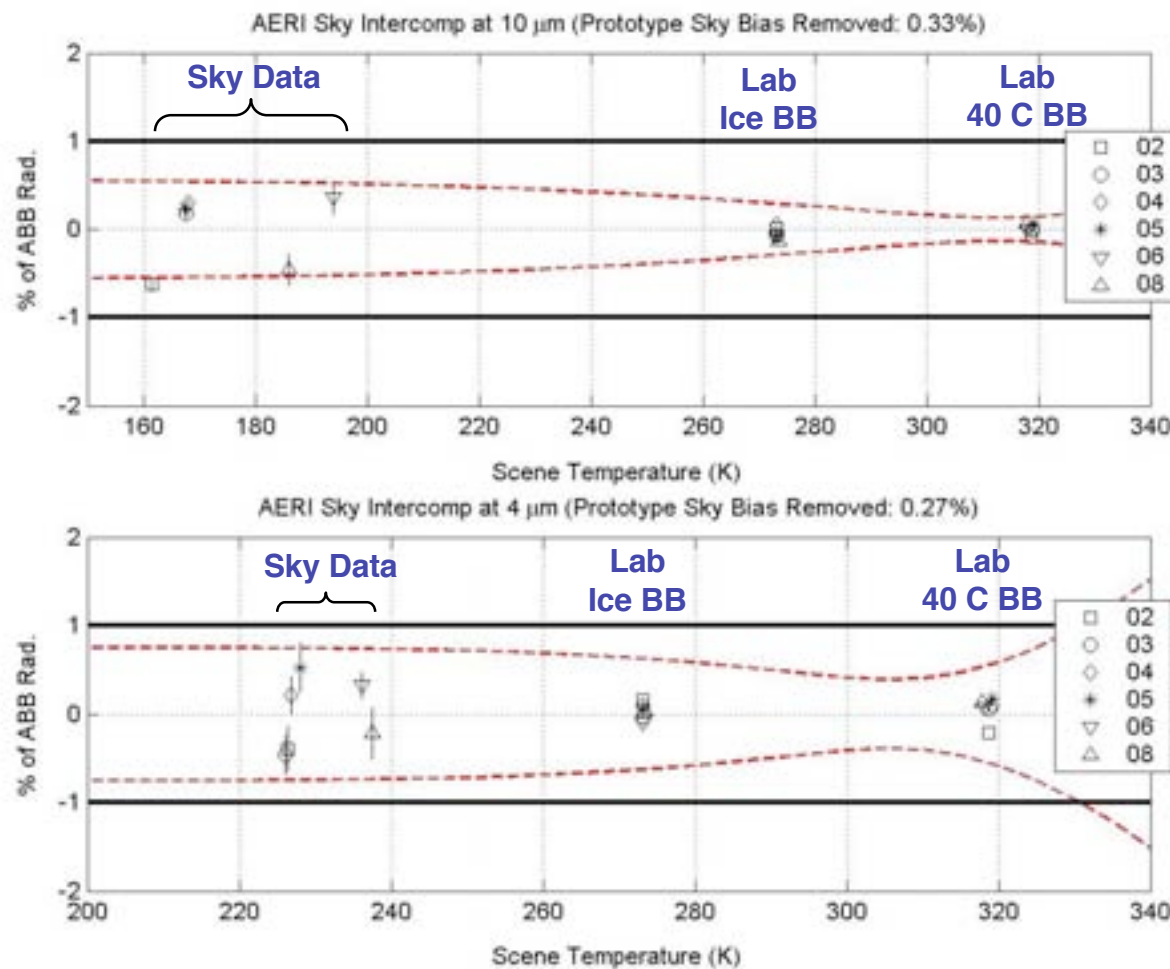 AERI Sky Intercomp at 10 μm (Prototype Sky Bias Removed: 0.33%)
2
1
0
-1
-2
% of ABB Rad.
Sky Data
Lab
Ice BB
Lab
40 C BB
02
03
04
05
06
08
160 180 200 220 240 260 280 300 320 340
Scene Temperature (K)
AERI Sky Intercomp at 4 μm (Prototype Sky Bias Removed: 0.27%)
2
1
0
-1
-2
% of ABB Rad.
Sky Data
Lab
Ice BB
Lab
40 C BB
02
03
04
05
06
08
200 220 240 260 280 300 320 340
Scene Temperature (K)